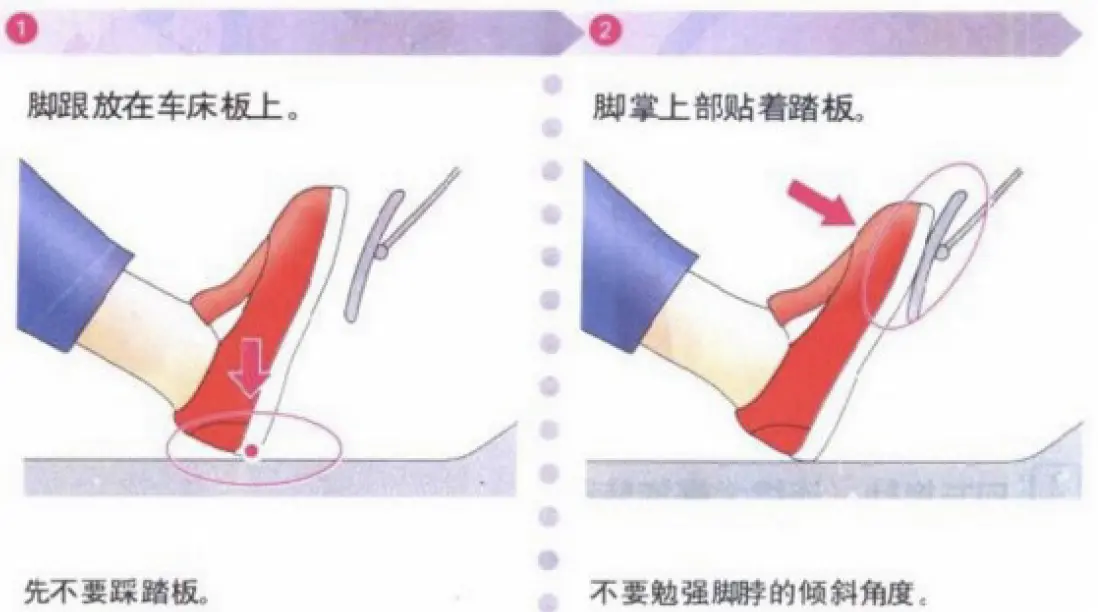 1
2
脚跟放在车床板上。
脚掌上部贴着踏板。
先不要踩踏板。
不要勉强脚脖的倾斜角度。